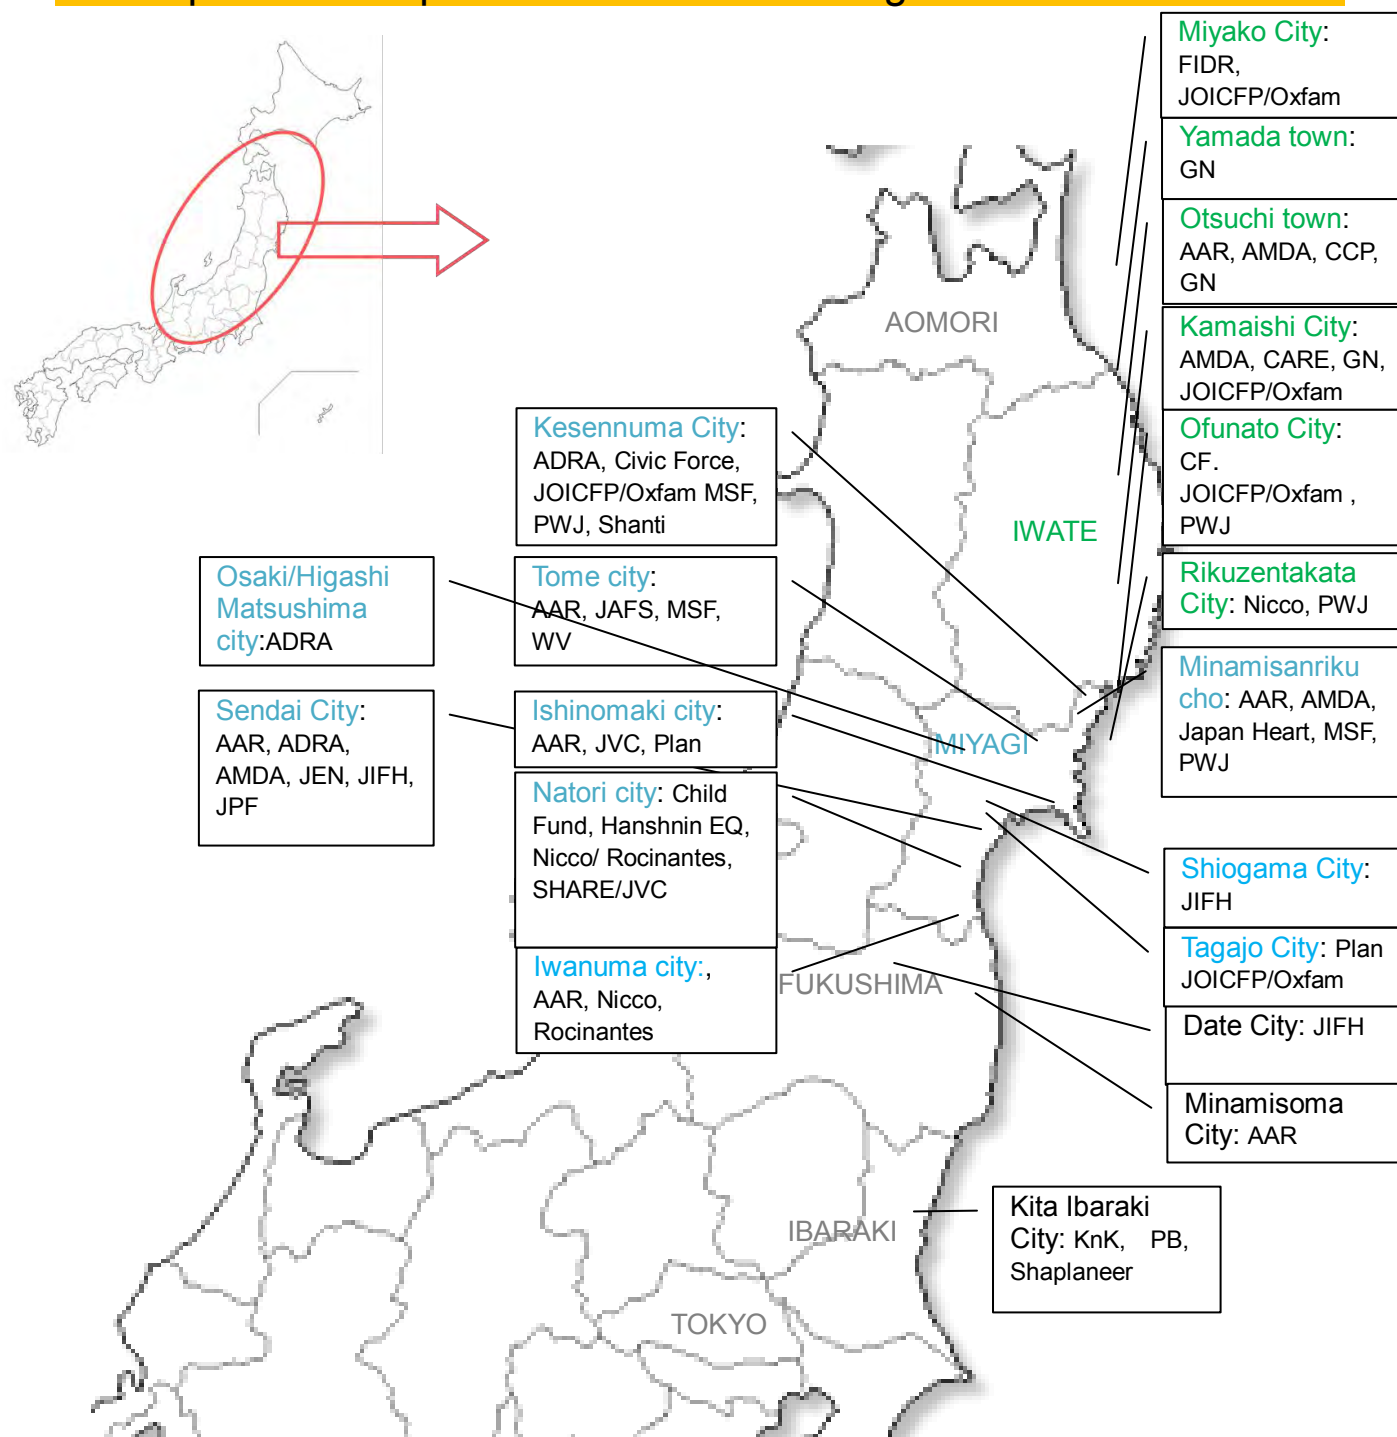 Miyako City:
FIDR,
JOICFP/Oxfam
Yamada town:
GN
Otsuchi town:
AAR, AMDA, CCP,
GN
Kamaishi City:
AMDA, CARE, GN,
JOICFP/Oxfam
Ofunato City:
CF.
JOICFP/Oxfam ,
PWJ
Rikuzentakata
City: Nicco, PWJ
Minamisanriku
cho: AAR, AMDA,
Japan Heart, MSF,
PWJ
AOMORI
IWATE
Kesennuma City:
ADRA, Civic Force,
JOICFP/Oxfam MSF,
PWJ, Shanti
Osaki/Higashi
Matsushima
city:ADRA
Tome city:
AAR, JAFS, MSF,
WV
Sendai City:
AAR, ADRA,
AMDA, JEN, JIFH,
JPF
Ishinomaki city:
AAR, JVC, Plan
MIYAGI
Natori city: Child
Fund, Hanshnin EQ,
Nicco/ Rocinantes,
SHARE/JVC
Iwanuma city:,
AAR, Nicco,
Rocinantes
FUKUSHIMA
Shiogama City:
JIFH
Tagajo City: Plan
JOICFP/Oxfam
Date City: JIFH
Minamisoma
City: AAR
Kita Ibaraki
City: KnK, PB,
Shaplaneer
IBARAKI
TOKYO